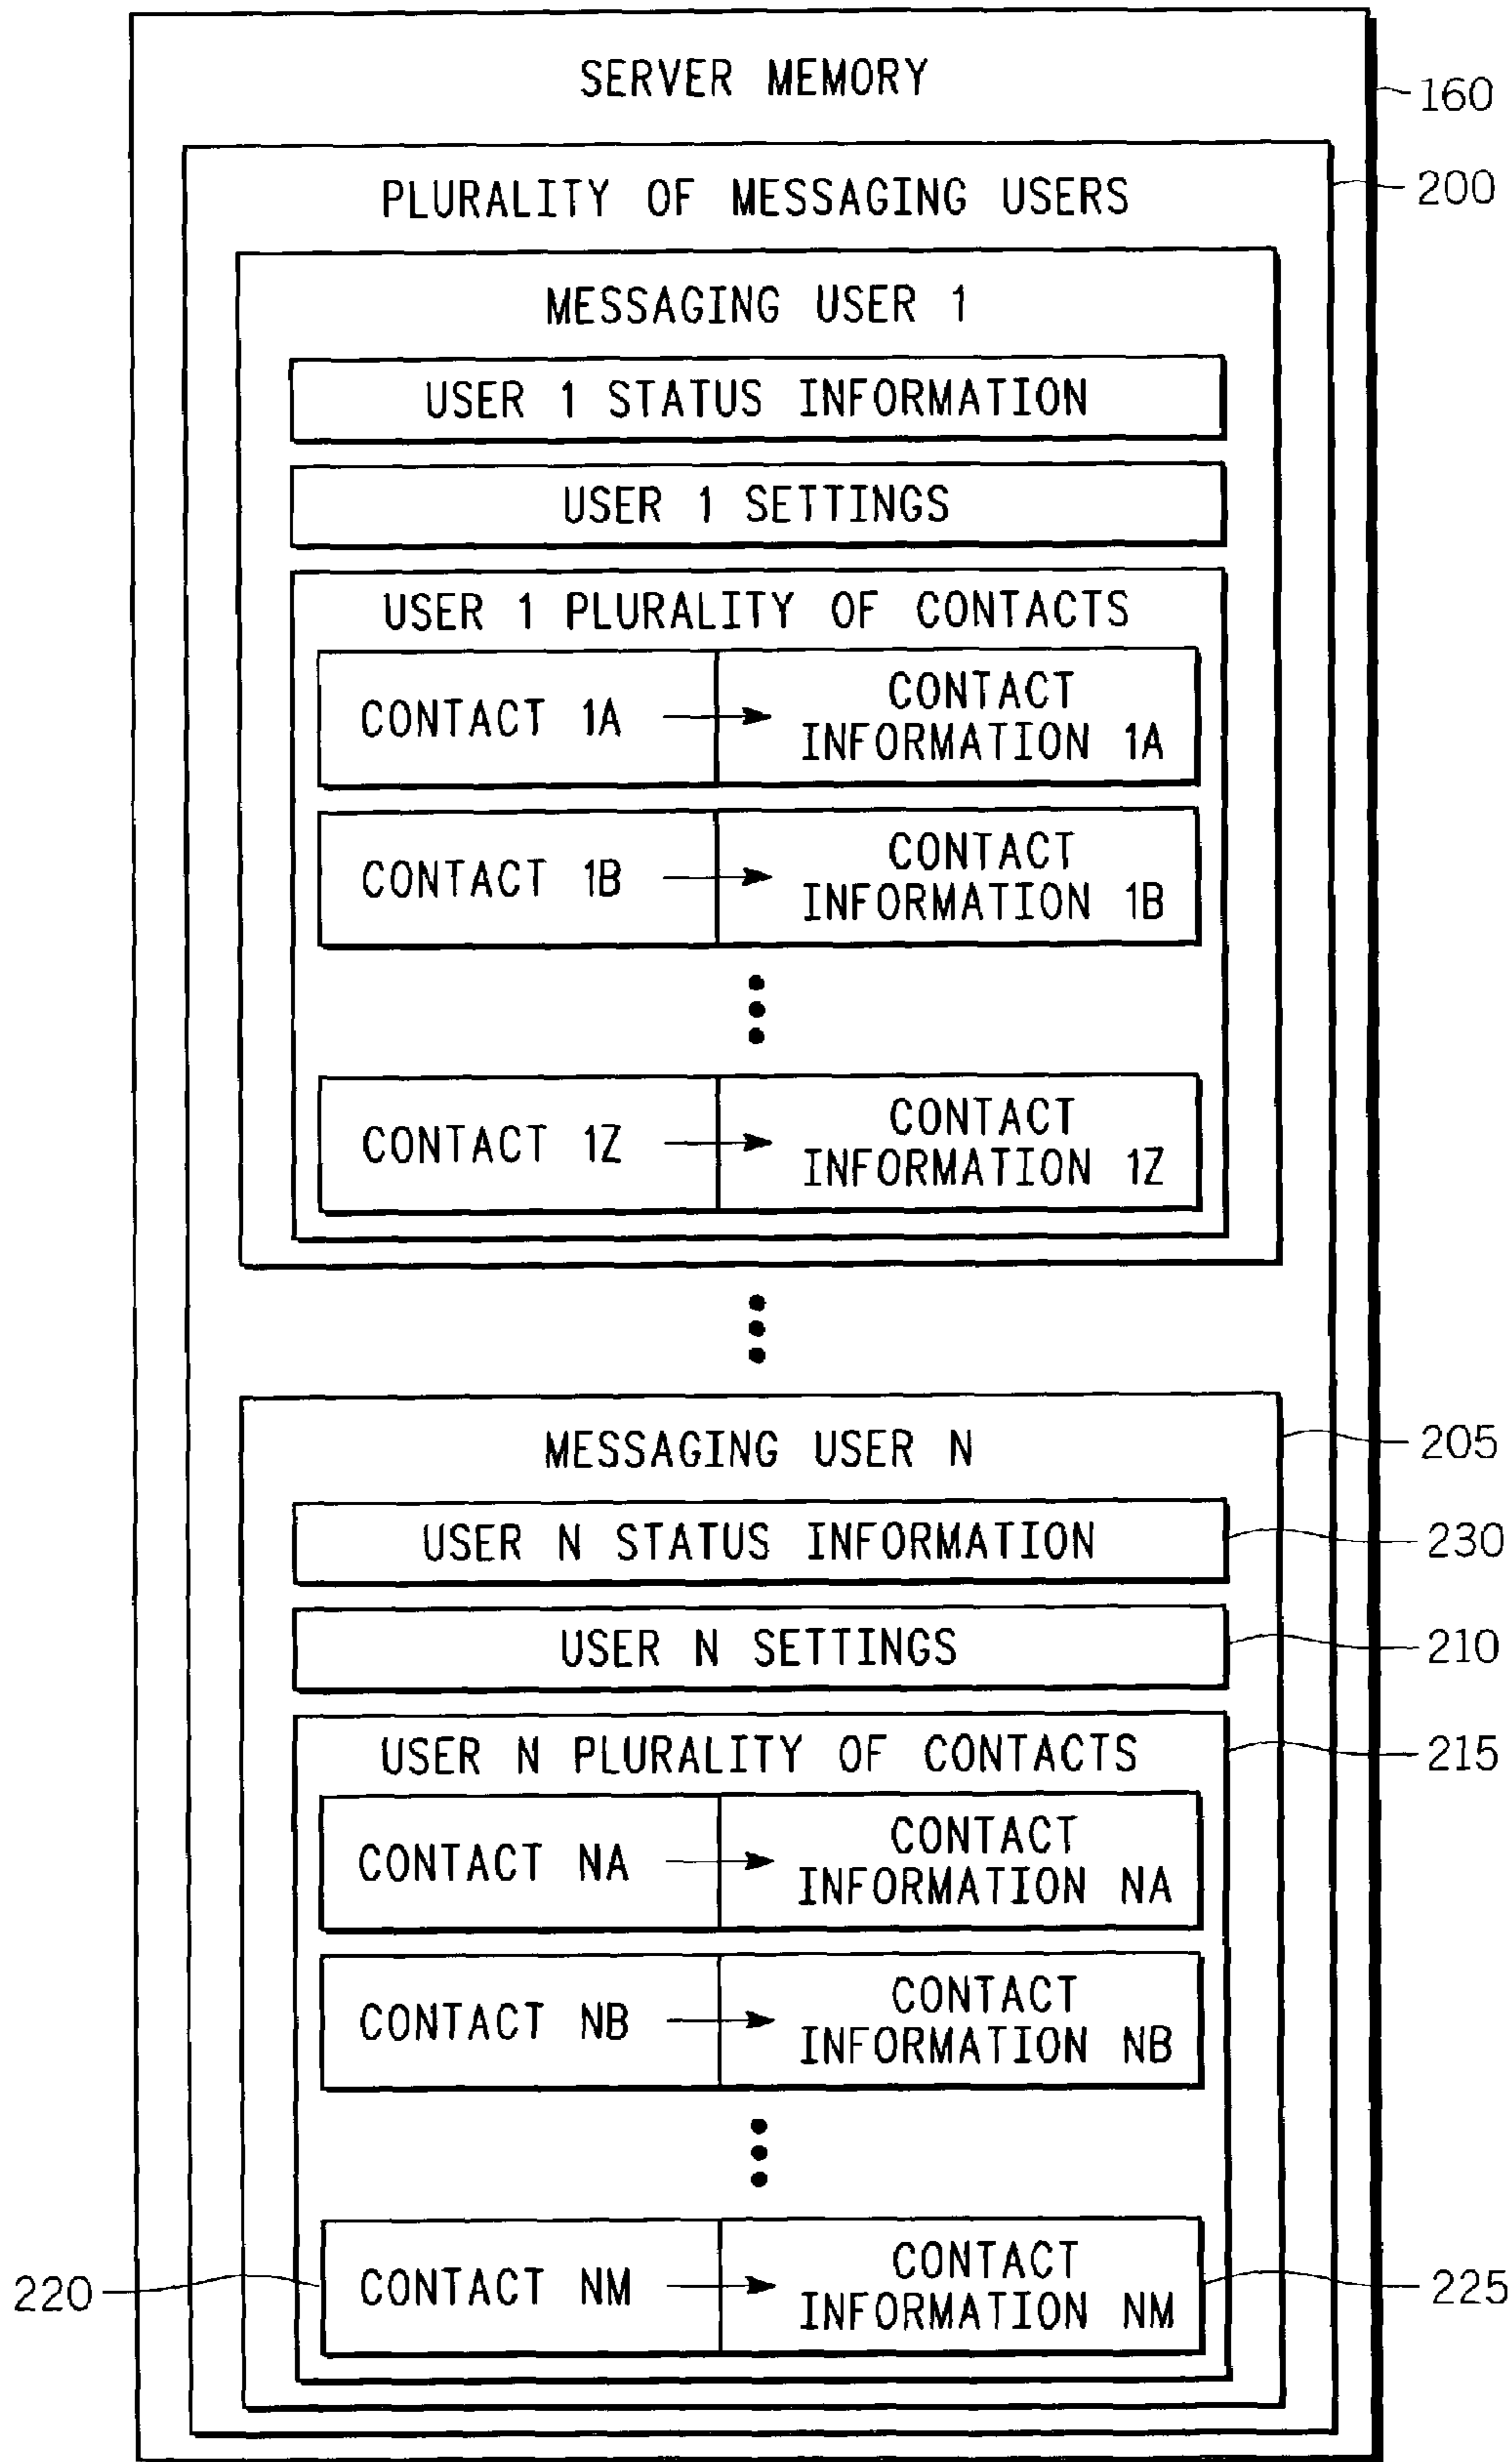 SERVER MEMORY
160
PLURALITY OF MESSAGING USERS
200
MESSAGING USER 1
USER 1 STATUS INFORMATION
USER 1 SETTINGS
USER 1 PLURALITY OF CONTACTS
CONTACT 1A
CONTACT
INFORMATION 1A
CONTACT 1B
CONTACT
INFORMATION 1B
CONTACT 1Z
CONTACT
INFORMATION 1Z
MESSAGING USER N
205
USER N STATUS INFORMATION
230
USER N SETTINGS
210
USER N PLURALITY OF CONTACTS
215
CONTACT NA
CONTACT
INFORMATION NA
CONTACT NB
CONTACT
INFORMATION NB
220
CONTACT NM
CONTACT
INFORMATION NM
225